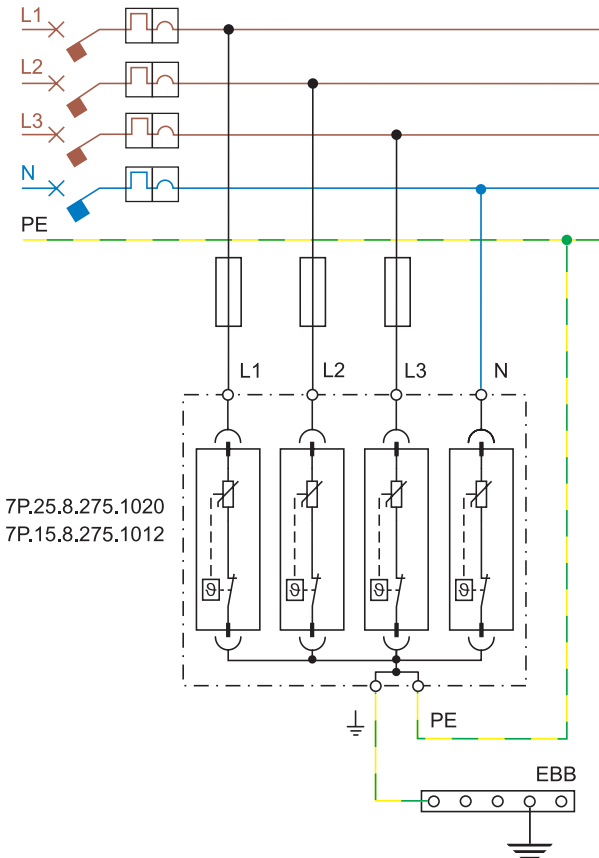 L1
L2
L3
N
PE
L1 L2 L3 N
7P.25.8.275.1020
7P.15.8.275.1012
ϑ ϑ ϑ ϑ
PE
EBB